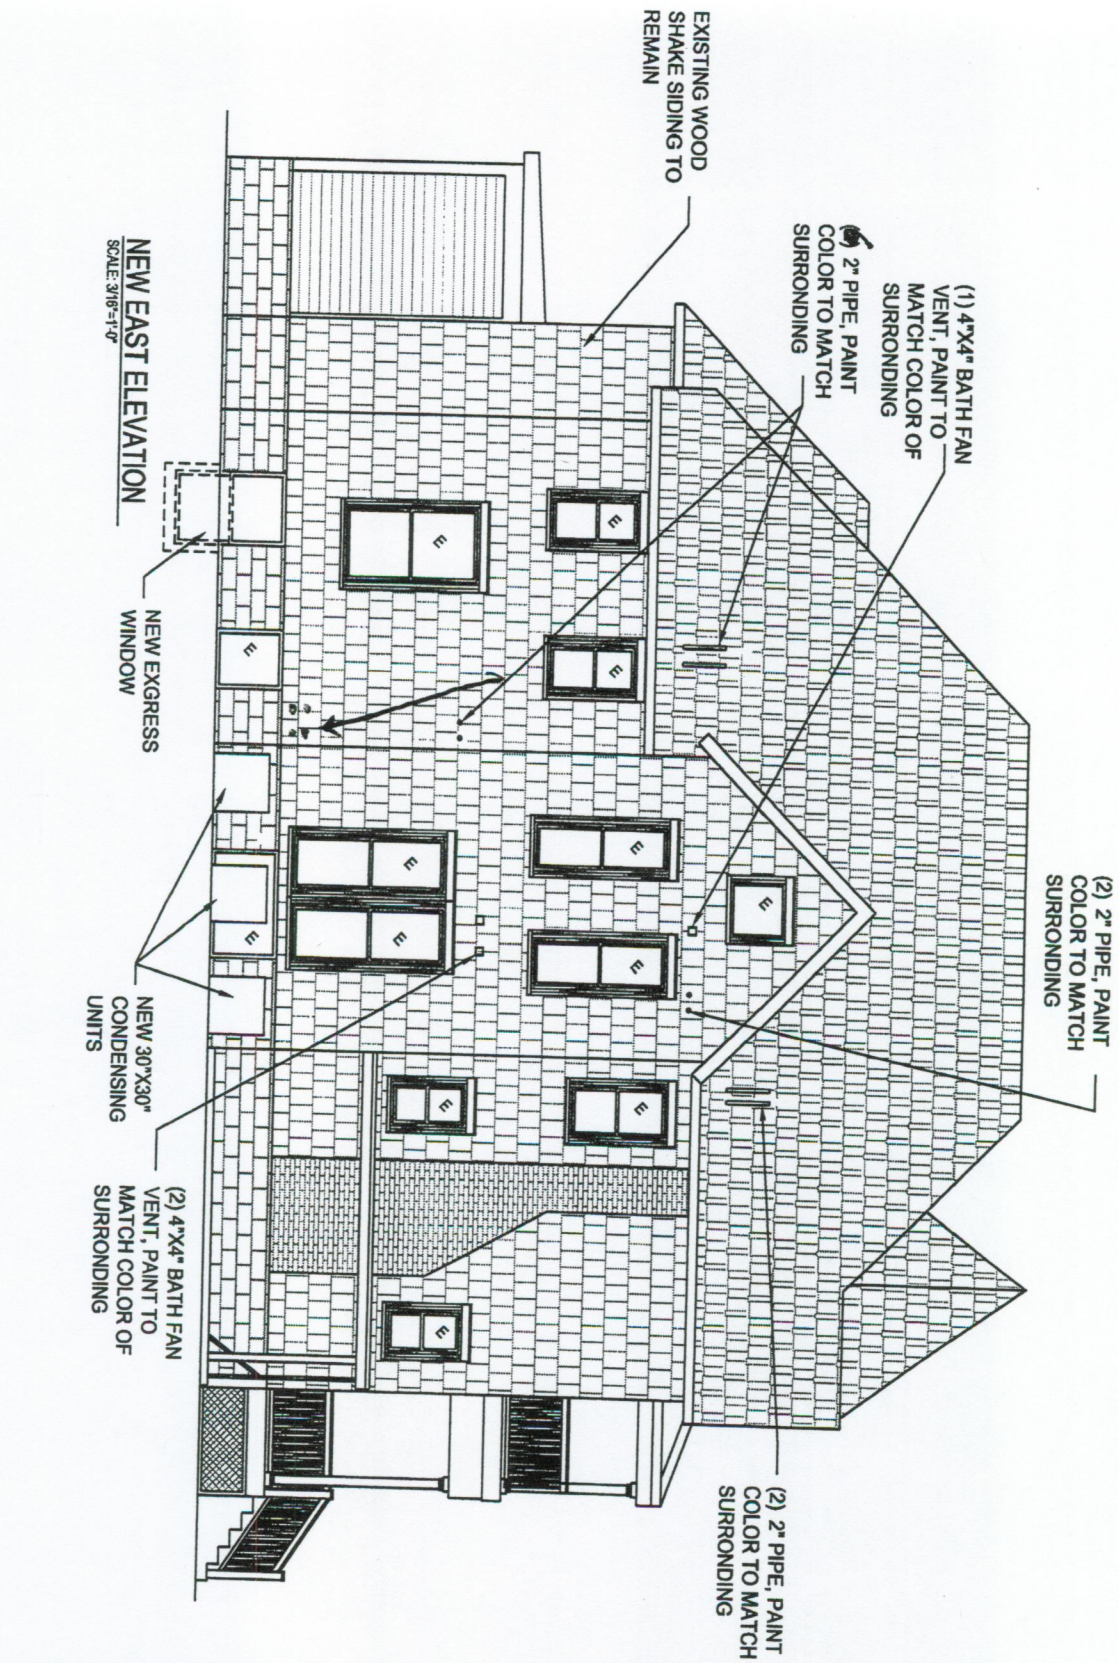 EXISTING WOOD
SHAKE SIDING TO
REMAIN
2" PIPE, PAINT
COLOR TO MATCH
SURRONDING
(1) 4"X4" BATH FAN
VENT, PAINT TO
MATCH COLOR OF
SURRONDING
(2) 2" PIPE, PAINT
COLOR TO MATCH
SURRONDING
(2) 2" PIPE, PAINT
COLOR TO MATCH
SURRONDING
E
E
E
E
E
E
E
E
E
E
E
E
E
NEW EAST ELEVATION
SCALE: 3/16"=1'-0"
NEW EXGRESS
WINDOW
NEW 30"X30"
CONDENSING
UNITS
(2) 4"X4" BATH FAN
VENT, PAINT TO
MATCH COLOR OF
SURRONDING